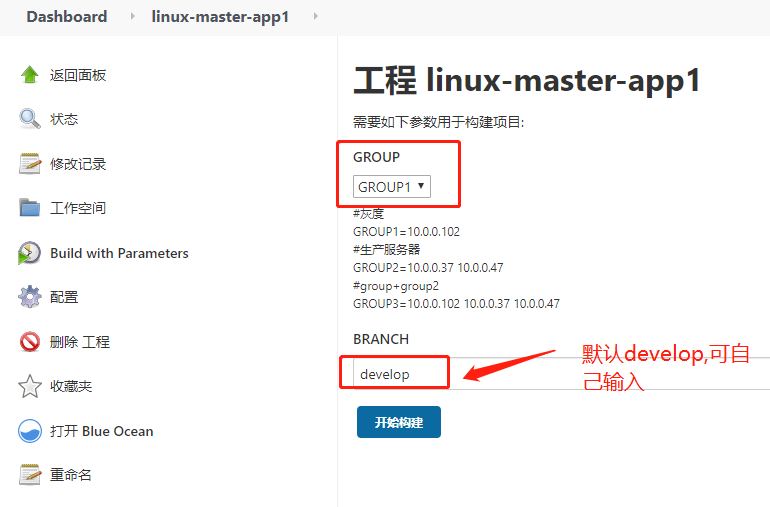 Dashboard linux-master-app1
返回面板
状态
修改记录
工作空间
Build with Parameters
配置
删除 工程
收藏夹
打开 Blue Ocean
重命名
工程 linux-master-app1
需要如下参数用于构建项目:
GROUP
GROUP1
#灰度
GROUP1=10.0.0.102
#生产服务器
GROUP2=10.0.0.37 10.0.0.47
#group+group2
GROUP3=10.0.0.102 10.0.0.37 10.0.0.47
BRANCH
develop
默认develop,可自
己输入
开始构建